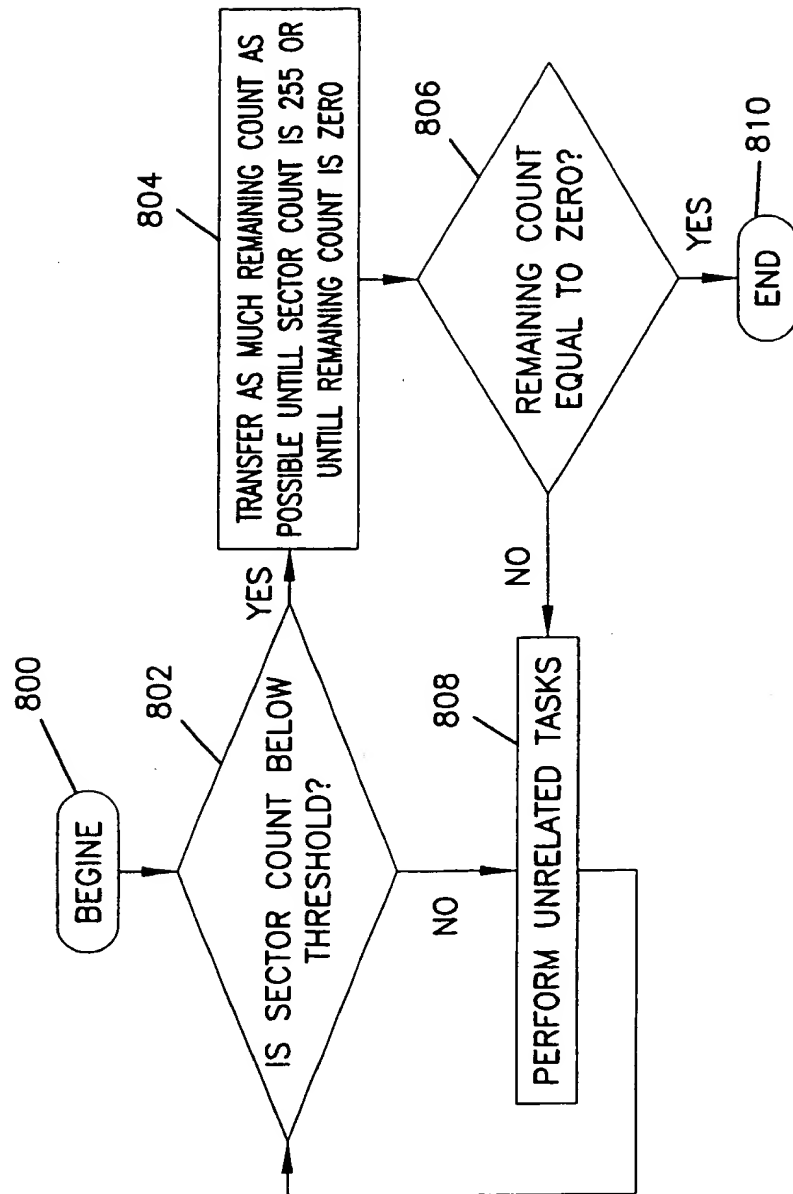 800
BEGINE
802
IS SECTOR COUNT BELOW
THRESHOLD?
YES
NO
804
TRANSFER AS MUCH REMAINING COUNT AS
POSSIBLE UNTILL SECTOR COUNT IS 255 OR
UNTILL REMAINING COUNT IS ZERO
806
REMAINING COUNT
EQUAL TO ZERO?
NO
YES
808
PERFORM UNRELATED TASKS
810
END